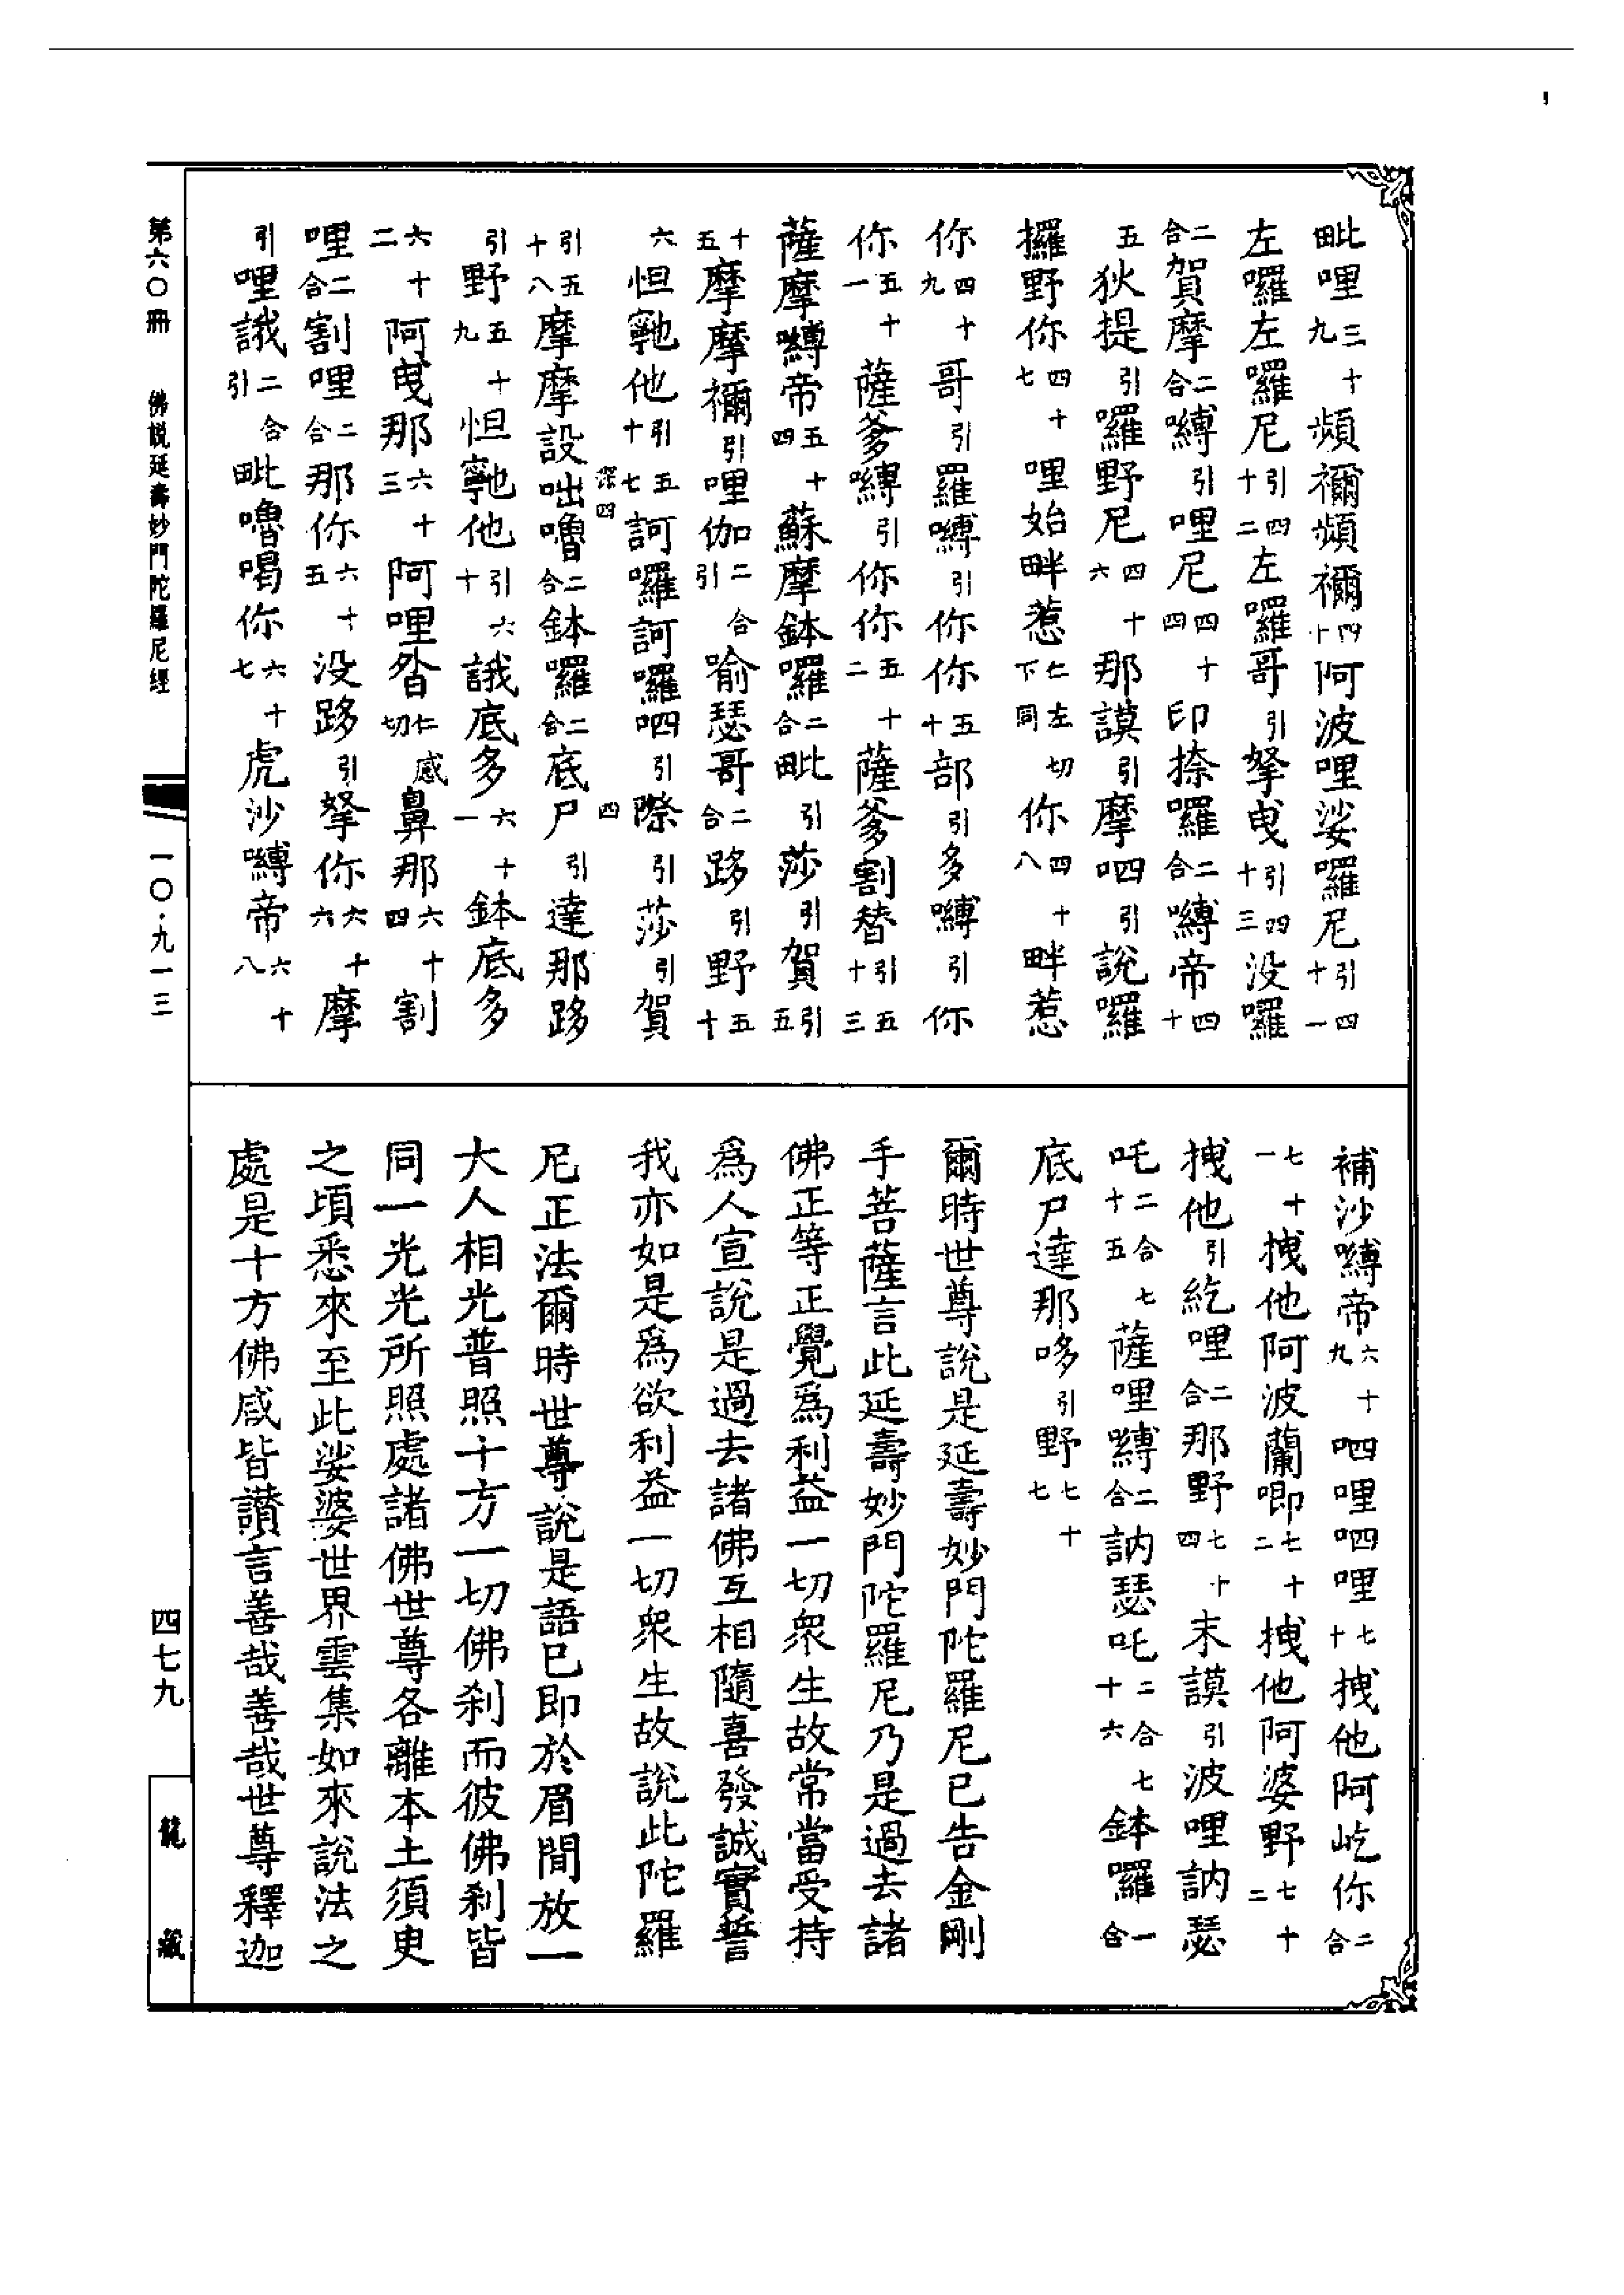 毗哩三十九頻禰頻禰四十阿波哩娑囉尼引四十一
左囉左囉尼引四十二左囉哥引拏曳引四十三没囉
二合賀摩二合嚩引哩尼四十四印捺囉二合嚩帝四十
五狄提引囉野尼四十六那謨引摩呬引說囉
攞野你四十七哩始畔惹仁左切下同你四十八畔惹
你四十九哥引羅嚩引你你五十部引多嚩引你
你五十一薩爹嚩引你你五十二薩爹割替引五十三
薩摩嚩帝五十四蘇摩鉢囉二合毗引莎引賀引五
十五摩摩禰引哩伽二合引喻瑟哥二合路引野五十
六怛寧他引五十七訶囉訶囉呬引際引莎引賀
引五十八摩摩設咄嚕二合鉢囉二合底尸引達那路
引野五十九怛寧他引六十誐底多六十一鉢底多
六十二阿曳那六十三阿哩呇仁感切鼻那六十四割
哩二合割哩二合那你六十五没路引拏你六十六摩
引哩誐二合引毗嚕喝你六十七虎沙嚩帝六十八
補沙嚩帝六十九呬哩呬哩七十拽他阿屹你二合
七十一拽他阿波蘭唧七十二拽他阿婆野七十二
拽他引紇哩二合那野七十四末謨引波哩訥瑟
吒二合七十五薩哩嚩二合訥瑟吒二合七十六鉢囉一合
底尸達那哆引野七十七
爾時世尊說是延壽妙門陀羅尼已告金剛
手菩薩言此延壽妙門陀羅尼乃是過去諸
佛正等正覺爲利益一切衆生故常當受持
爲人宣說是過去諸佛互相隨喜發誠實誓
我亦如是爲欲利益一切衆生故說此陀羅
尼正法爾時世尊說是語已即於眉間放一
大人相光普照十方一切佛刹而彼佛刹皆
同一光光所照處諸佛世尊各離本土須臾
之頃悉來至此娑婆世界雲集如來說法之
處是十方佛咸皆讚言善哉善哉世尊釋迦
第六〇冊 佛説延壽妙門陀羅尼經
一〇·九一三
四七九
龍藏